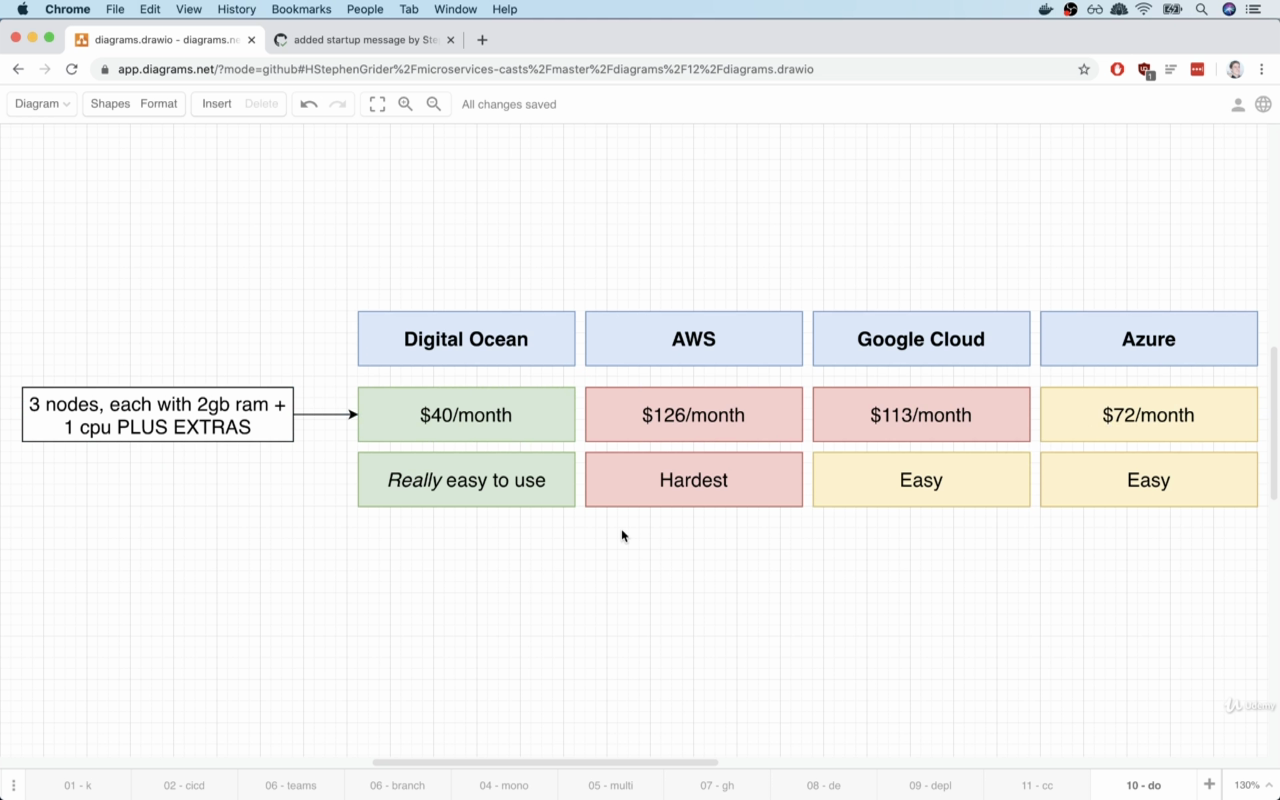 Chrome File Edit View History Bookmarks People Tab Window Help
diagrams.drawio - diagrams.ne
added startup message by Ste
app.diagrams.net/?mode=github#HStephenGrider%2Fmicroservices-casts%2Fmaster%2Fdiagrams%2F12%2Fdiagrams.drawio
Diagram Shapes Format Insert Delete All changes saved
Digital Ocean AWS Google Cloud Azure
3 nodes, each with 2gb ram +
1 cpu PLUS EXTRAS
$40/month $126/month $113/month $72/month
Really easy to use Hardest Easy Easy
Udemy
01 - k 02 - cicd 06 - teams 06 - branch 04 - mono 05 - multi 07 - gh 08 - de 09 - depl 11 - cc 10 - do 130%